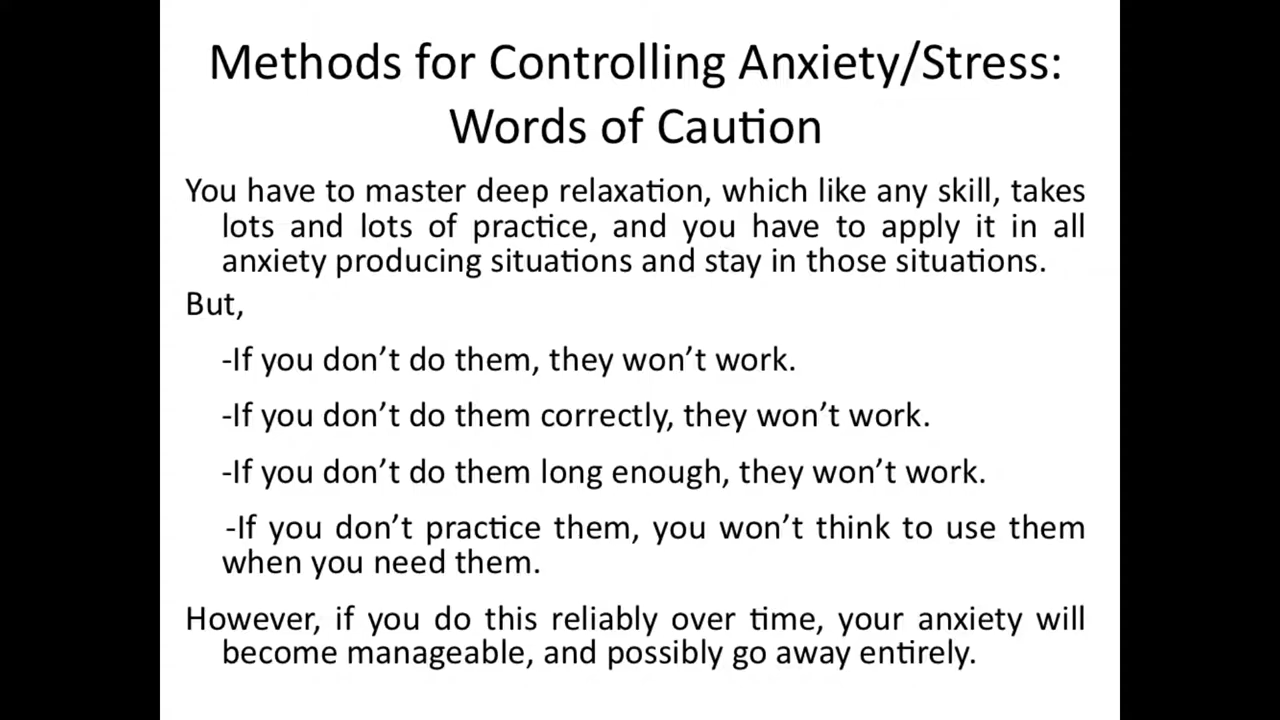 Methods for Controlling Anxiety/Stress:
Words of Caution
You have to master deep relaxation, which like any skill, takes
lots and lots of practice, and you have to apply it in all
anxiety producing situations and stay in those situations.
But,
-If you don’t do them, they won’t work.
-If you don’t do them correctly, they won’t work.
-If you don’t do them long enough, they won’t work.
-If you don’t practice them, you won’t think to use them
when you need them.
However, if you do this reliably over time, your anxiety will
become manageable, and possibly go away entirely.